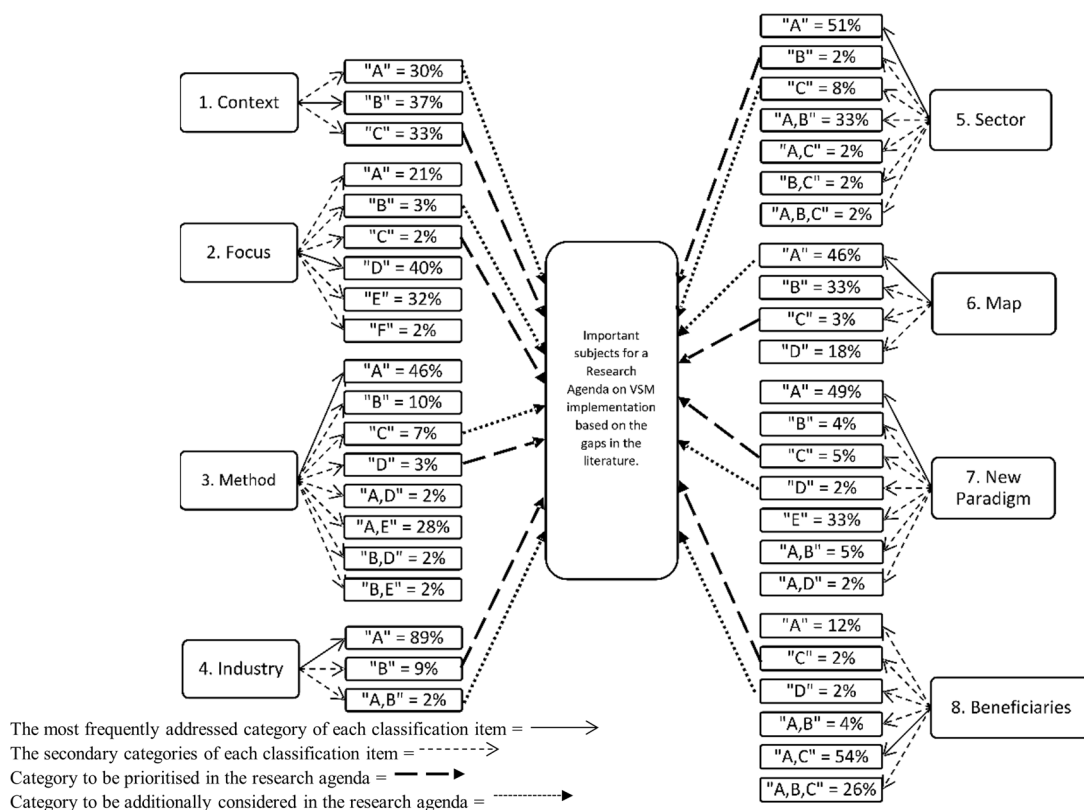 1. Context
"A" = 30%
"B" = 37%
"C" = 33%
2. Focus
"A" = 21%
"B" = 3%
"C" = 2%
"D" = 40%
"E" = 32%
"F" = 2%
3. Method
"A" = 46%
"B" = 10%
"C" = 7%
"D" = 3%
"A,D" = 2%
"A,E" = 28%
"B,D" = 2%
"B,E" = 2%
4. Industry
"A" = 89%
"B" = 9%
"A,B" = 2%
Important
subjects for a
Research
Agenda on VSM
implementation
based on the
gaps in the
literature.
5. Sector
"A" = 51%
"B" = 2%
"C" = 8%
"A,B" = 33%
"A,C" = 2%
"B,C" = 2%
"A,B,C" = 2%
6. Map
"A" = 46%
"B" = 33%
"C" = 3%
"D" = 18%
7. New
Paradigm
"A" = 49%
"B" = 4%
"C" = 5%
"D" = 2%
"E" = 33%
"A,B" = 5%
"A,D" = 2%
8. Beneficiaries
"A" = 12%
"C" = 2%
"D" = 2%
"A,B" = 4%
"A,C" = 54%
"A,B,C" = 26%
The most frequently addressed category of each classification item =
The secondary categories of each classification item =
Category to be prioritised in the research agenda =
Category to be additionally considered in the research agenda =